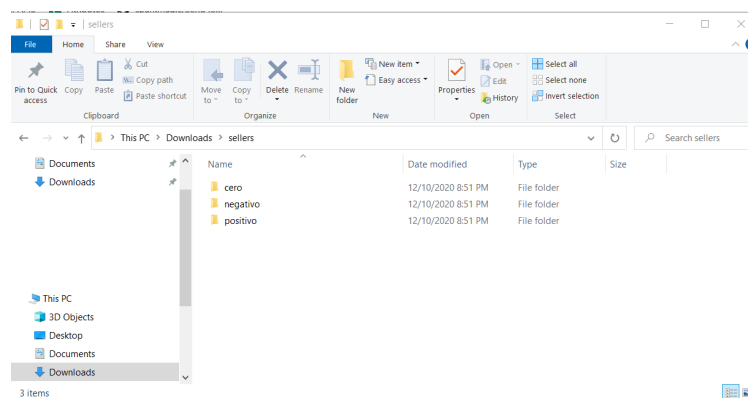 sellers
File Home Share View
Pin to Quick access
Copy
Paste
Cut
Copy path
Paste shortcut
Clipboard
Move to
Copy to
Delete
Rename
Organize
New folder
New item
Easy access
New
Properties
Open
Edit
History
Open
Select all
Select none
Invert selection
Select
This PC > Downloads > sellers
Search sellers
Documents
Downloads
This PC
3D Objects
Desktop
Documents
Downloads
Name Date modified Type Size
cero 12/10/2020 8:51 PM File folder
negativo 12/10/2020 8:51 PM File folder
positivo 12/10/2020 8:51 PM File folder
3 items